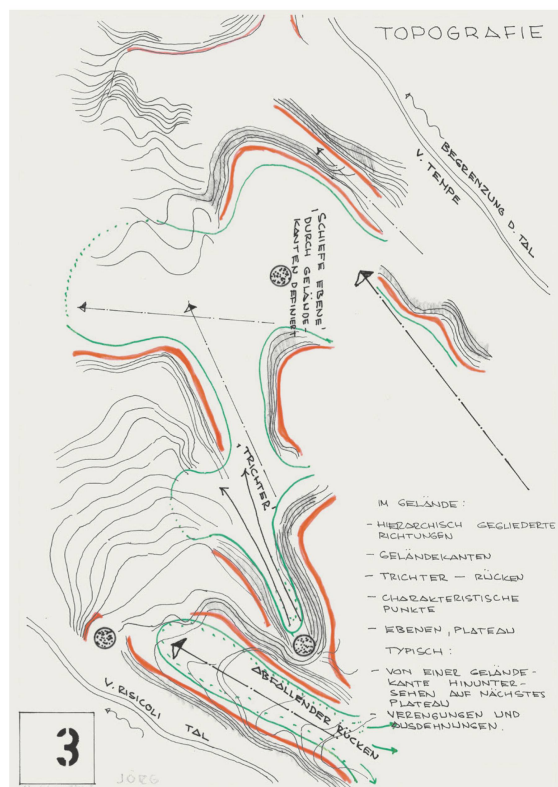 TOPOGRAFIE
BEGRENZUNG D. TAL
V. TEMPE
'SCHIEFE EBENE'
DURCH GELÄNDE-
KANTEN DEFINIERT
'TRICHTER'
IM GELÄNDE:
- HIERARCHISCH GEGLIEDERTE
RICHTUNGEN
- GELÄNDEKANTEN
- TRICHTER – RÜCKEN
- CHARAKTERISTISCHE
PUNKTE
- EBENEN, PLATEAU
TYPISCH:
- VON EINER GELÄNDE-
KANTE HINUNTER-
SEHEN AUF NÄCHSTES
PLATEAU
- VERENGUNGEN UND
AUSDEHNUNGEN.
ABFALLENDER RÜCKEN
V. RISICOLI TAL
3
JÖRG